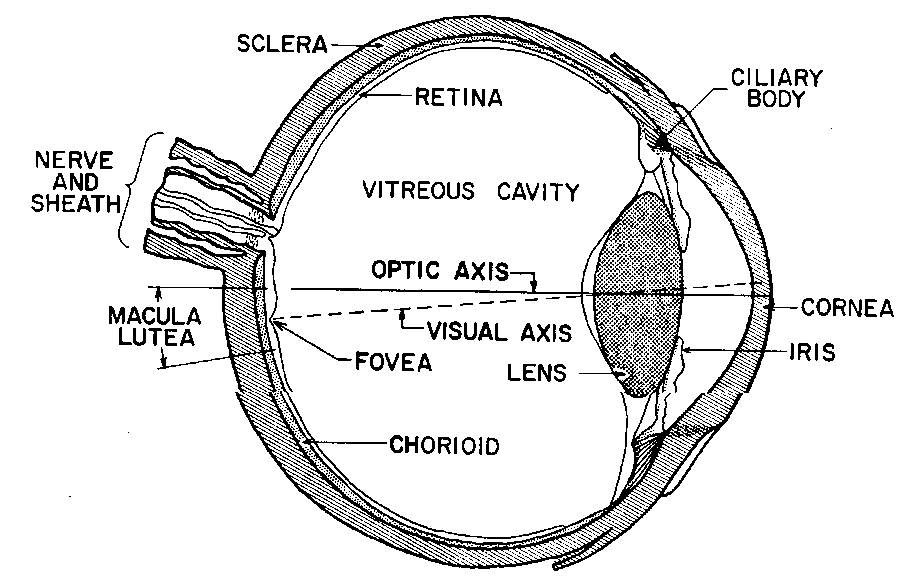 SCLERA
RETINA
CILIARY
BODY
NERVE
AND
SHEATH
VITREOUS CAVITY
OPTIC AXIS
MACULA
LUTEA
VISUAL AXIS
CORNEA
FOVEA
LENS
IRIS
CHORIOID